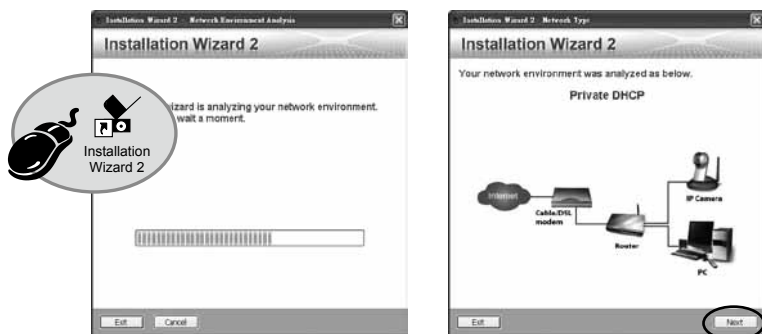 Installation Wizard 2 - Network Environment Analysis
Installation Wizard 2
izard is analyzing your network environment.
wait a moment.
Installation
Wizard 2
Exit
Cancel
Installation Wizard 2 Network Type
Installation Wizard 2
Your network environment was analyzed as below.
Private DHCP
Internet
Cable/DSL
modem
Router
IP Camera
PC
Exit
Next